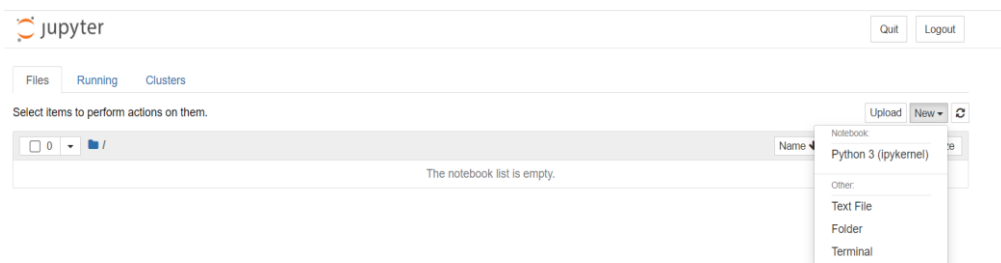 jupyter
Quit Logout
Files Running Clusters
Select items to perform actions on them.
Upload New
0 / Name
Notebook:
Python 3 (ipykernel)
The notebook list is empty.
Other:
Text File
Folder
Terminal